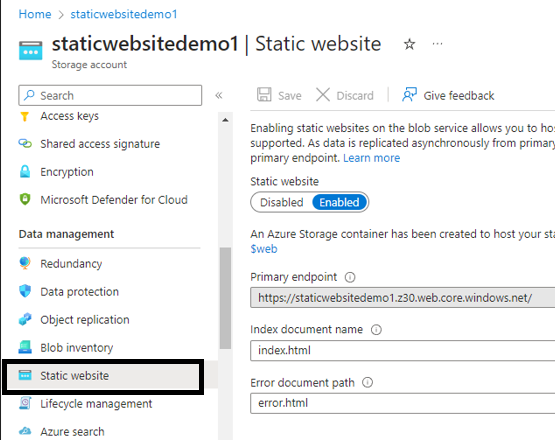 Home > staticwebsitedemo1
staticwebsitedemo1 | Static website
Storage account
Search
Access keys
Shared access signature
Encryption
Microsoft Defender for Cloud
Data management
Redundancy
Data protection
Object replication
Blob inventory
Static website
Lifecycle management
Azure search
Save Discard Give feedback
Enabling static websites on the blob service allows you to ho
supported. As data is replicated asynchronously from primar
primary endpoint. Learn more
Static website
Disabled Enabled
An Azure Storage container has been created to host your sta
$web
Primary endpoint
https://staticwebsitedemo1.z30.web.core.windows.net/
Index document name
index.html
Error document path
error.html